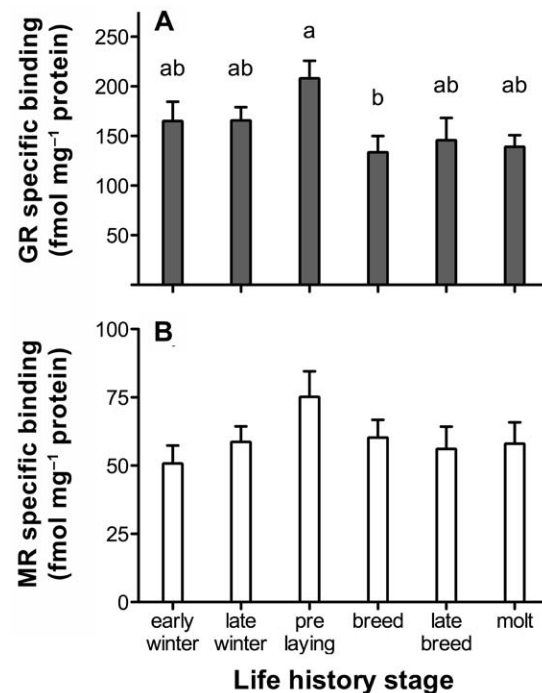 A
GR specific binding
(fmol mg⁻¹ protein)
250
200
150
100
50
ab
ab
a
b
ab
ab
B
MR specific binding
(fmol mg⁻¹ protein)
100
75
50
25
0
early
winter
late
winter
pre
laying
breed
late
breed
molt
Life history stage